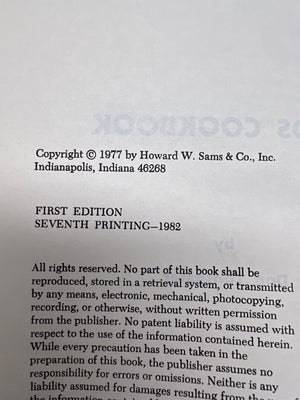 Copyright © 1977 by Howard W. Sams & Co., Inc.
Indianapolis, Indiana 46268
FIRST EDITION
SEVENTH PRINTING—1982
All rights reserved. No part of this book shall be
reproduced, stored in a retrieval system, or transmitted
by any means, electronic, mechanical, photocopying,
recording, or otherwise, without written permission
from the publisher. No patent liability is assumed with
respect to the use of the information contained herein.
While every precaution has been taken in the
preparation of this book, the publisher assumes no
responsibility for errors or omissions. Neither is any
liability assumed for damages resulting from the